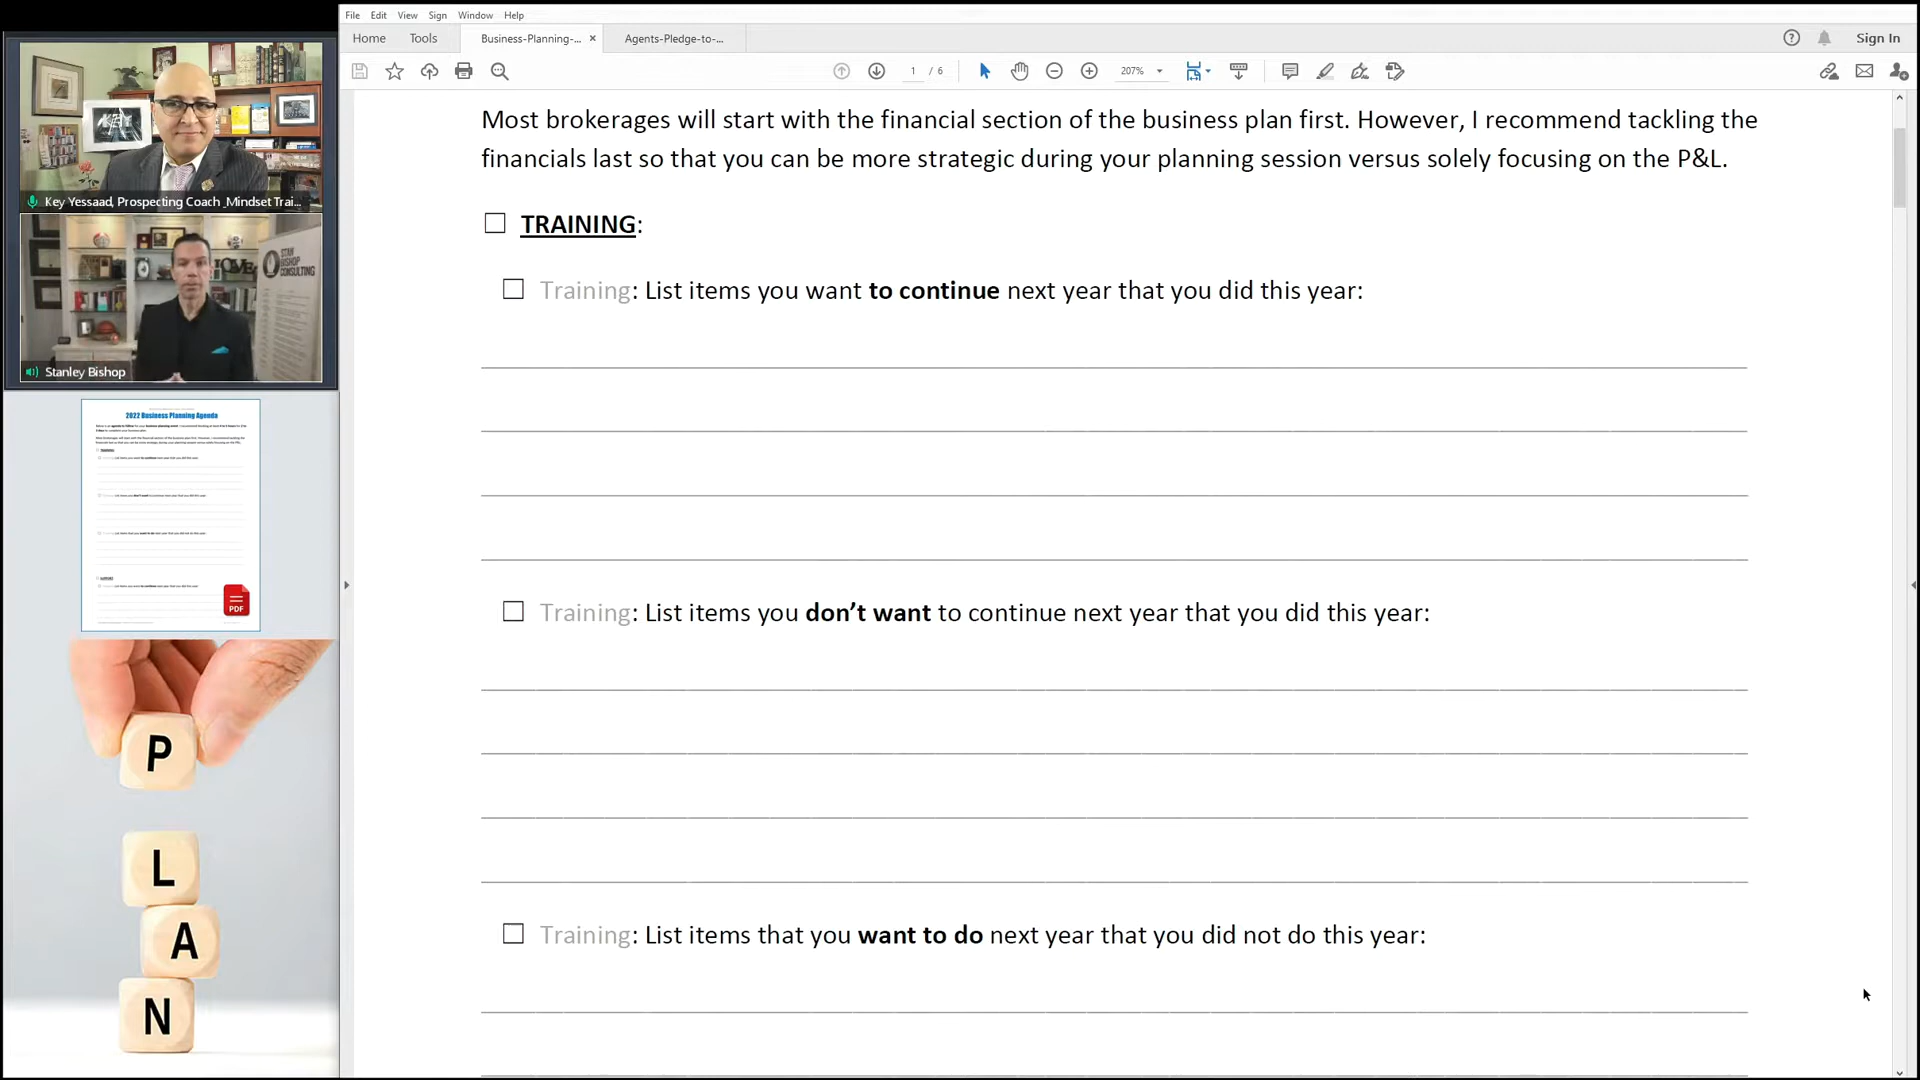 File Edit View Sign Window Help
Home Tools Business-Planning-... × Agents-Pledge-to-... Sign In
1 / 6 207%
Key Yessaad, Prospecting Coach _Mindset Trai...
STAN
BISHOP
CONSULTING
Stanley Bishop
2022 Business Planning Agenda
PDF
P
L
A
N
Most brokerages will start with the financial section of the business plan first. However, I recommend tackling the
financials last so that you can be more strategic during your planning session versus solely focusing on the P&L.
☐ TRAINING:
☐ Training: List items you want to continue next year that you did this year:
☐ Training: List items you don’t want to continue next year that you did this year:
☐ Training: List items that you want to do next year that you did not do this year: